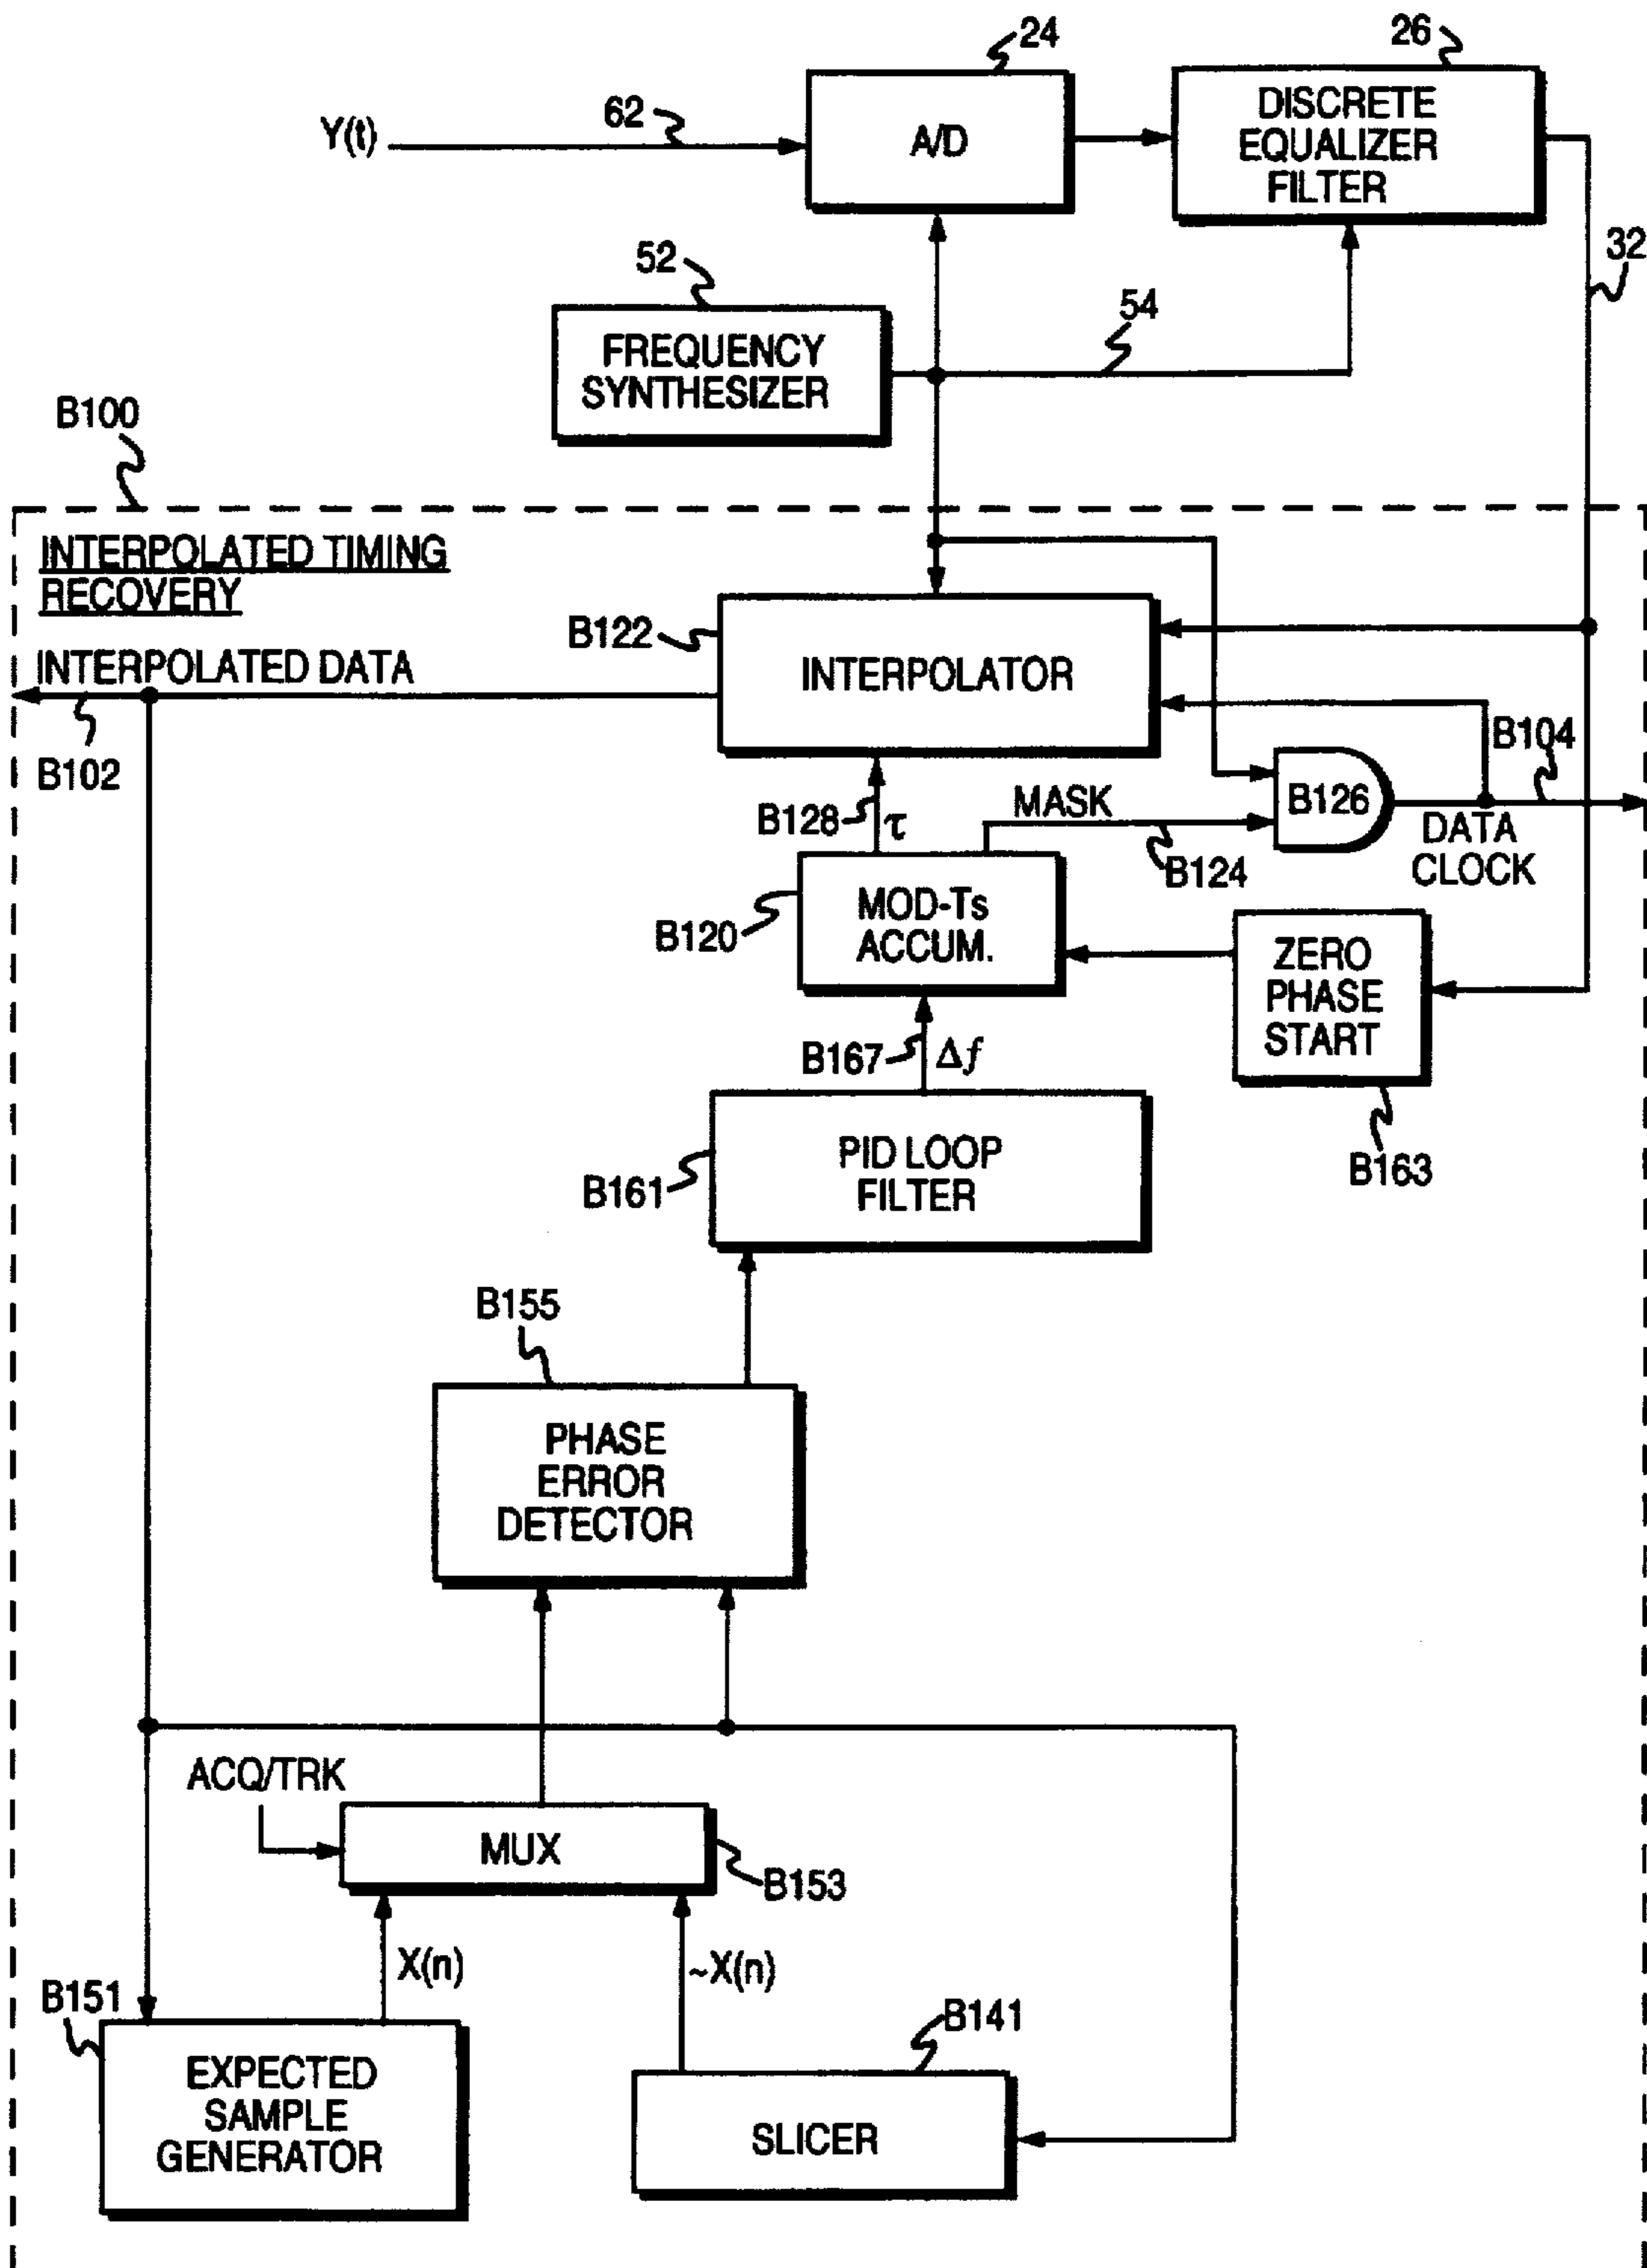 24
26
62
Y(t)
A/D
DISCRETE
EQUALIZER
FILTER
32
52
54
FREQUENCY
SYNTHESIZER
B100
INTERPOLATED TIMING
RECOVERY
B122
INTERPOLATOR
INTERPOLATED DATA
B102
B104
B126
MASK
B128
τ
DATA
CLOCK
B124
MOD-Ts
ACCUM.
B120
ZERO
PHASE
START
B167
Δf
B163
PID LOOP
FILTER
B161
B155
PHASE
ERROR
DETECTOR
ACQ/TRK
MUX
B153
X(n)
~X(n)
B151
B141
EXPECTED
SAMPLE
GENERATOR
SLICER